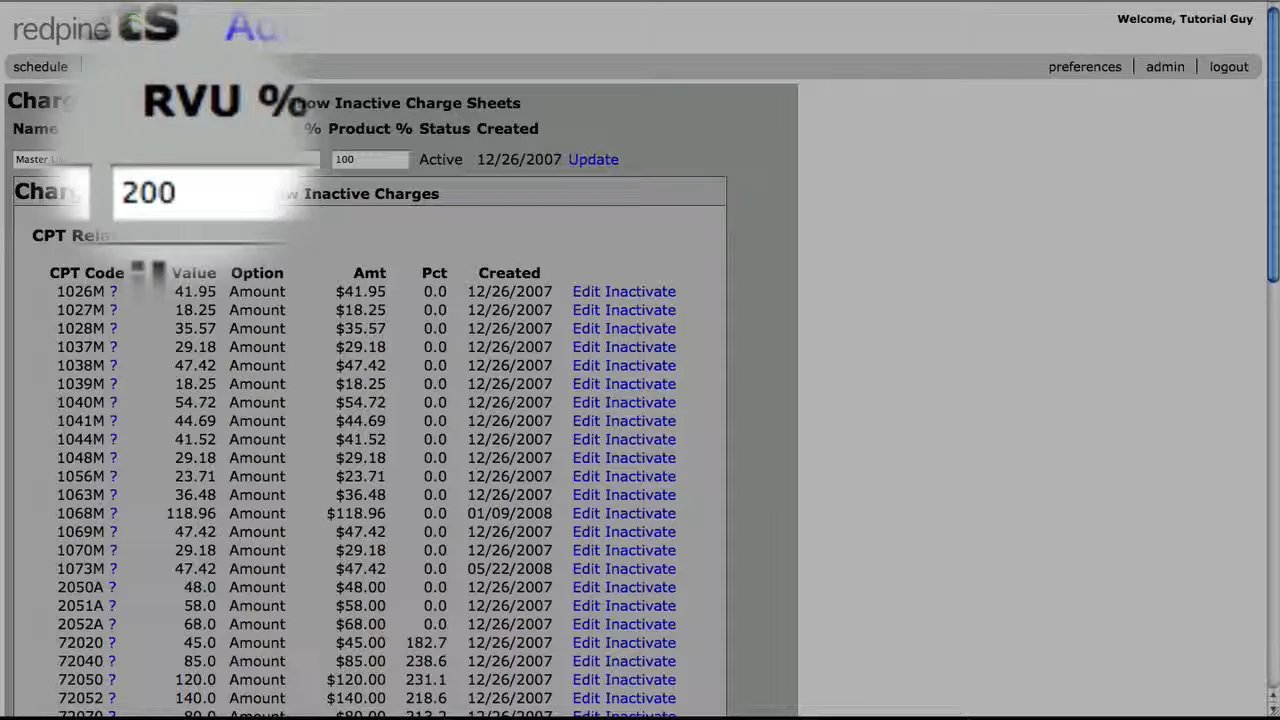 redpine ts Welcome, Tutorial Guy
schedule preferences admin logout
RVU % Show Inactive Charge Sheets
Name % Product % Status Created
Master 100 Active 12/26/2007 Update
200 Inactive Charges
CPT
CPT Code Value Option Amt Pct Created
1026M ? 41.95 Amount $41.95 0.0 12/26/2007 Edit Inactivate
1027M ? 18.25 Amount $18.25 0.0 12/26/2007 Edit Inactivate
1028M ? 35.57 Amount $35.57 0.0 12/26/2007 Edit Inactivate
1037M ? 29.18 Amount $29.18 0.0 12/26/2007 Edit Inactivate
1038M ? 47.42 Amount $47.42 0.0 12/26/2007 Edit Inactivate
1039M ? 18.25 Amount $18.25 0.0 12/26/2007 Edit Inactivate
1040M ? 54.72 Amount $54.72 0.0 12/26/2007 Edit Inactivate
1041M ? 44.69 Amount $44.69 0.0 12/26/2007 Edit Inactivate
1044M ? 41.52 Amount $41.52 0.0 12/26/2007 Edit Inactivate
1048M ? 29.18 Amount $29.18 0.0 12/26/2007 Edit Inactivate
1056M ? 23.71 Amount $23.71 0.0 12/26/2007 Edit Inactivate
1063M ? 36.48 Amount $36.48 0.0 12/26/2007 Edit Inactivate
1068M ? 118.96 Amount $118.96 0.0 01/09/2008 Edit Inactivate
1069M ? 47.42 Amount $47.42 0.0 12/26/2007 Edit Inactivate
1070M ? 29.18 Amount $29.18 0.0 12/26/2007 Edit Inactivate
1073M ? 47.42 Amount $47.42 0.0 05/22/2008 Edit Inactivate
2050A ? 48.0 Amount $48.00 0.0 12/26/2007 Edit Inactivate
2051A ? 58.0 Amount $58.00 0.0 12/26/2007 Edit Inactivate
2052A ? 68.0 Amount $68.00 0.0 12/26/2007 Edit Inactivate
72020 ? 45.0 Amount $45.00 182.7 12/26/2007 Edit Inactivate
72040 ? 85.0 Amount $85.00 238.6 12/26/2007 Edit Inactivate
72050 ? 120.0 Amount $120.00 231.1 12/26/2007 Edit Inactivate
72052 ? 140.0 Amount $140.00 218.6 12/26/2007 Edit Inactivate